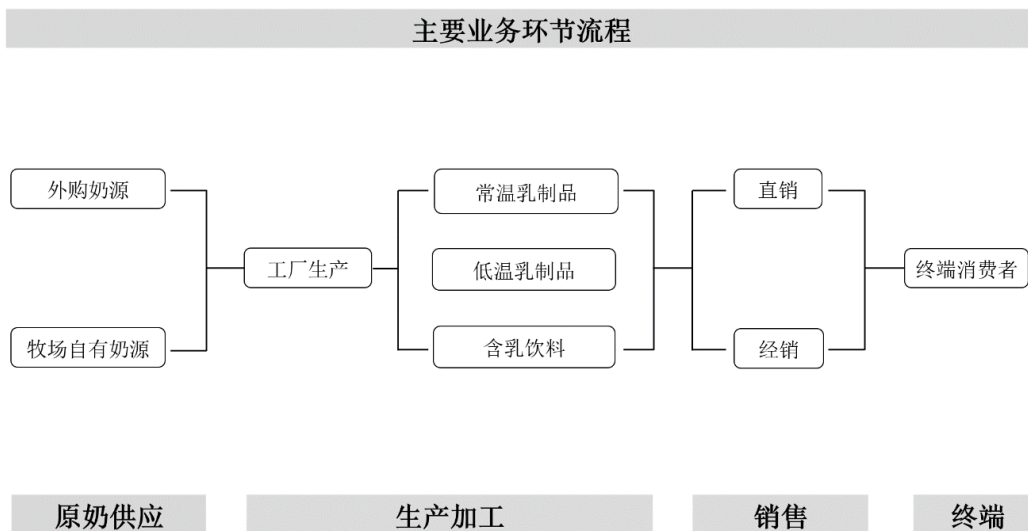 主要业务环节流程
外购奶源
常温乳制品
直销
工厂生产
低温乳制品
终端消费者
牧场自有奶源
含乳饮料
经销
原奶供应
生产加工
销售
终端